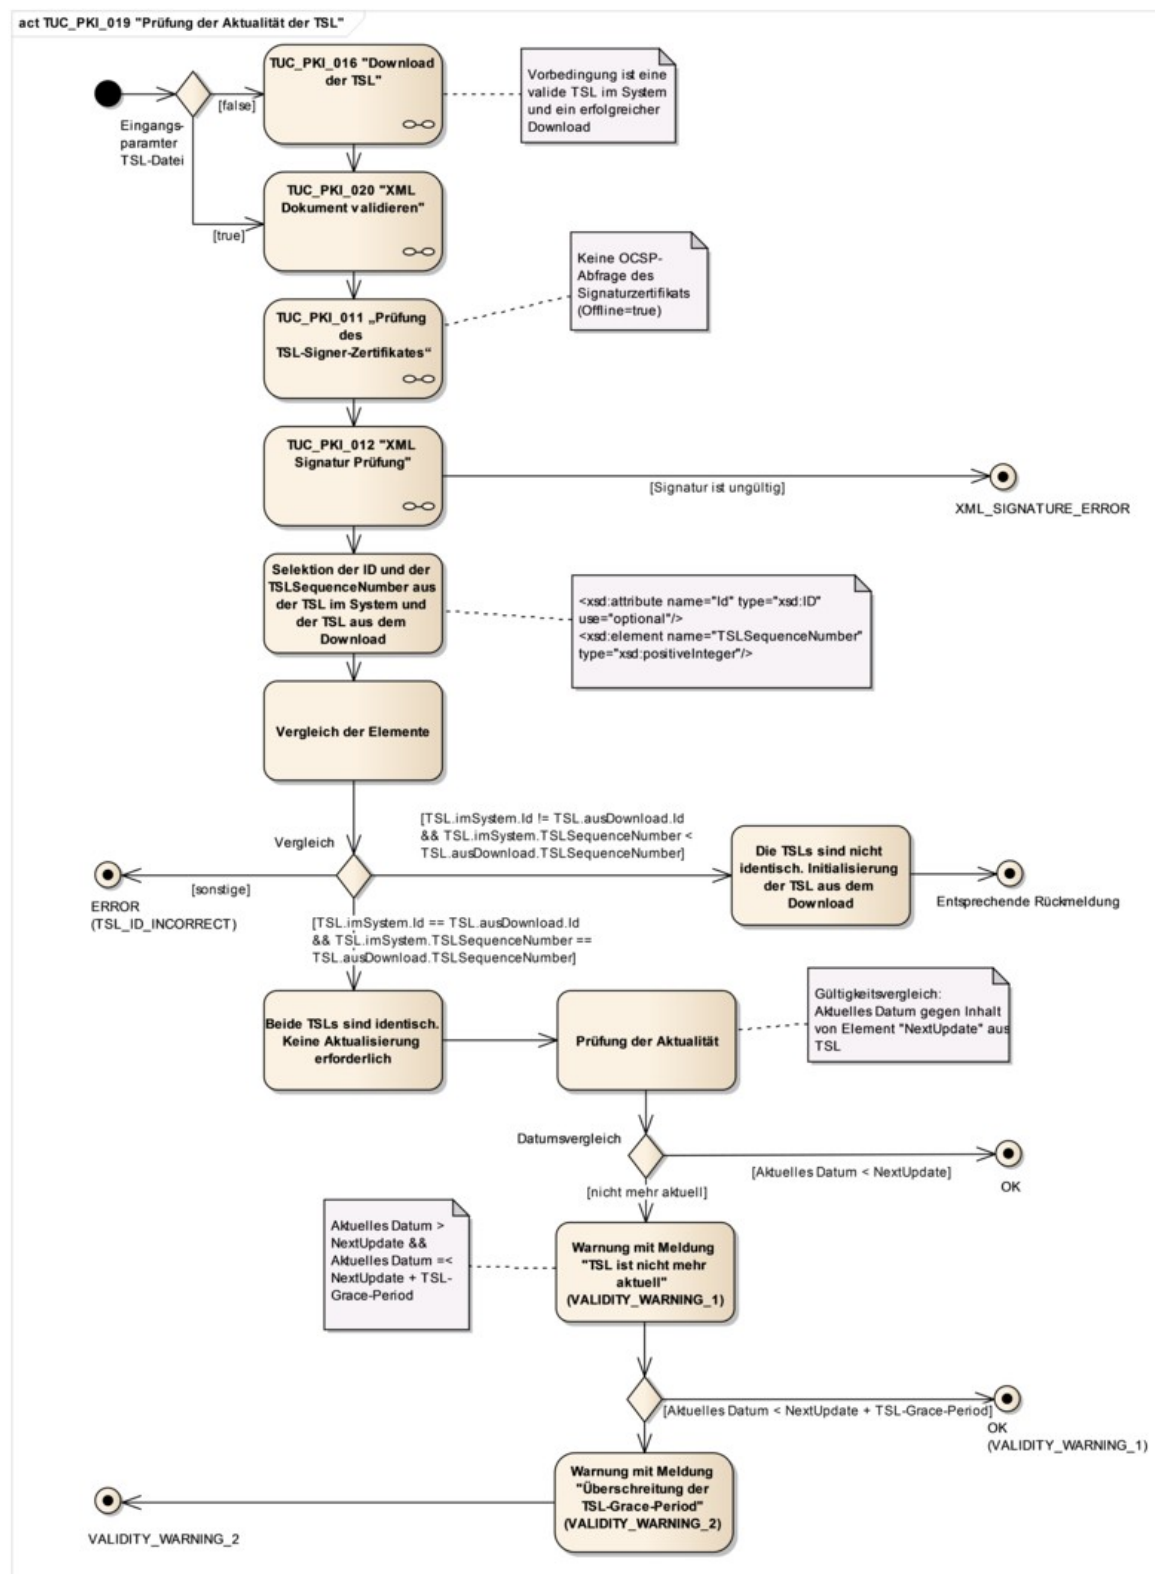 act TUC_PKI_019 "Prüfung der Aktualität der TSL"
TUC_PKI_016 "Download
der TSL"
Vorbedingung ist eine
valide TSL im System
und ein erfolgreicher
Download
[false]
Eingangs-
paramter
TSL-Datei
TUC_PKI_020 "XML
Dokument validieren"
[true]
Keine OCSP-
Abfrage des
Signaturzertifikats
(Offline=true)
TUC_PKI_011 „Prüfung
des
TSL-Signer-Zertifikates“
TUC_PKI_012 "XML
Signatur Prüfung"
[Signatur ist ungültig]
XML_SIGNATURE_ERROR
Selektion der ID und der
TSLSequenceNumber aus
der TSL im System und
der TSL aus dem
Download
<xsd:attribute name="Id" type="xsd:ID"
use="optional"/>
<xsd:element name="TSLSequenceNumber"
type="xsd:positiveInteger"/>
Vergleich der Elemente
[TSL.imSystem.Id != TSL.ausDownload.Id
&& TSL.imSystem.TSLSequenceNumber <
TSL.ausDownload.TSLSequenceNumber]
Vergleich
Die TSLs sind nicht
identisch. Initialisierung
der TSL aus dem
Download
Entsprechende Rückmeldung
[sonstige]
ERROR
(TSL_ID_INCORRECT)
[TSL.imSystem.Id == TSL.ausDownload.Id
&& TSL.imSystem.TSLSequenceNumber ==
TSL.ausDownload.TSLSequenceNumber]
Beide TSLs sind identisch.
Keine Aktualisierung
erforderlich
Prüfung der Aktualität
Gültigkeitsvergleich:
Aktuelles Datum gegen Inhalt
von Element "NextUpdate" aus
TSL
Datumsvergleich
[Aktuelles Datum < NextUpdate]
OK
[nicht mehr aktuell]
Aktuelles Datum >
NextUpdate &&
Aktuelles Datum =<
NextUpdate + TSL-
Grace-Period
Warnung mit Meldung
"TSL ist nicht mehr
aktuell"
(VALIDITY_WARNING_1)
[Aktuelles Datum < NextUpdate + TSL-Grace-Period]
OK
(VALIDITY_WARNING_1)
Warnung mit Meldung
"Überschreitung der
TSL-Grace-Period"
(VALIDITY_WARNING_2)
VALIDITY_WARNING_2